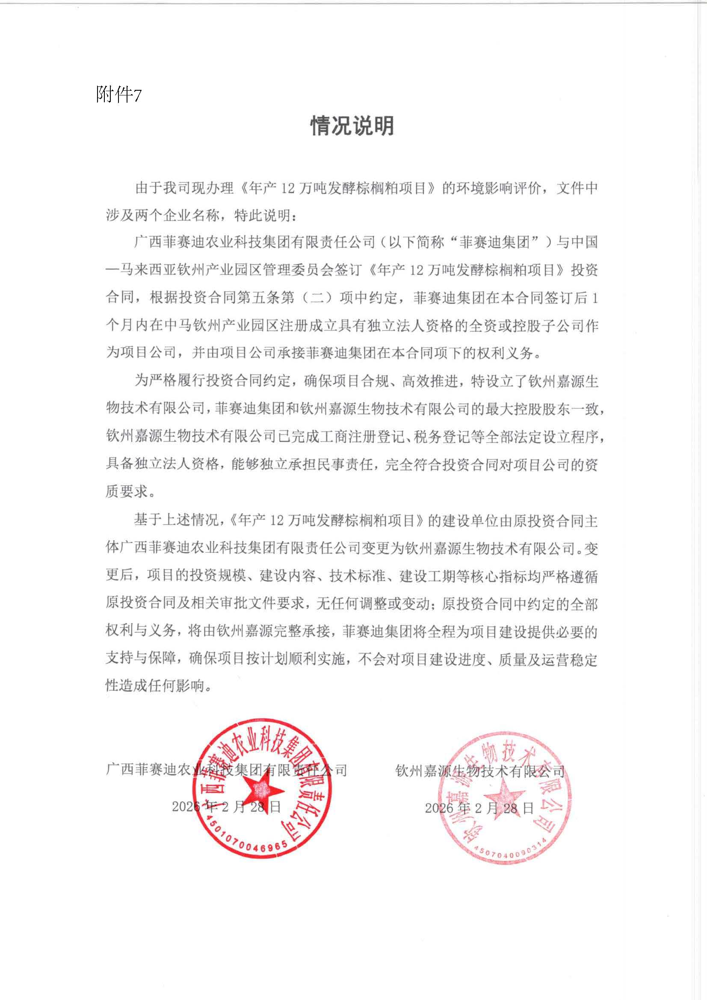 附件7
情况说明
由于我司现办理《年产 12 万吨发酵棕榈粕项目》的环境影响评价，文件中
涉及两个企业名称，特此说明：
广西菲赛迪农业科技集团有限责任公司（以下简称“菲赛迪集团”）与中国
—马来西亚钦州产业园区管理委员会签订《年产 12 万吨发酵棕榈粕项目》投资
合同，根据投资合同第五条第（二）项中约定，菲赛迪集团在本合同签订后 1
个月内在中马钦州产业园区注册成立具有独立法人资格的全资或控股子公司作
为项目公司，并由项目公司承接菲赛迪集团在本合同项下的权利义务。
为严格履行投资合同约定，确保项目合规、高效推进，特设立了钦州嘉源生
物技术有限公司，菲赛迪集团和钦州嘉源生物技术有限公司的最大控股股东一致，
钦州嘉源生物技术有限公司已完成工商注册登记、税务登记等全部法定设立程序，
具备独立法人资格，能够独立承担民事责任，完全符合投资合同对项目公司的资
质要求。
基于上述情况，《年产 12 万吨发酵棕榈粕项目》的建设单位由原投资合同主
体广西菲赛迪农业科技集团有限责任公司变更为钦州嘉源生物技术有限公司。变
更后，项目的投资规模、建设内容、技术标准、建设工期等核心指标均严格遵循
原投资合同及相关审批文件要求，无任何调整或变动；原投资合同中约定的全部
权利与义务，将由钦州嘉源完整承接，菲赛迪集团将全程为项目建设提供必要的
支持与保障，确保项目按计划顺利实施，不会对项目建设进度、质量及运营稳定
性造成任何影响。
广西菲赛迪农业科技集团有限责任公司
钦州嘉源生物技术有限公司
2026 年 2 月 28 日
2026 年 2 月 28 日
广西菲赛迪农业科技集团有限责任公司
4501070046965
钦州嘉源生物技术有限公司
4507040090314